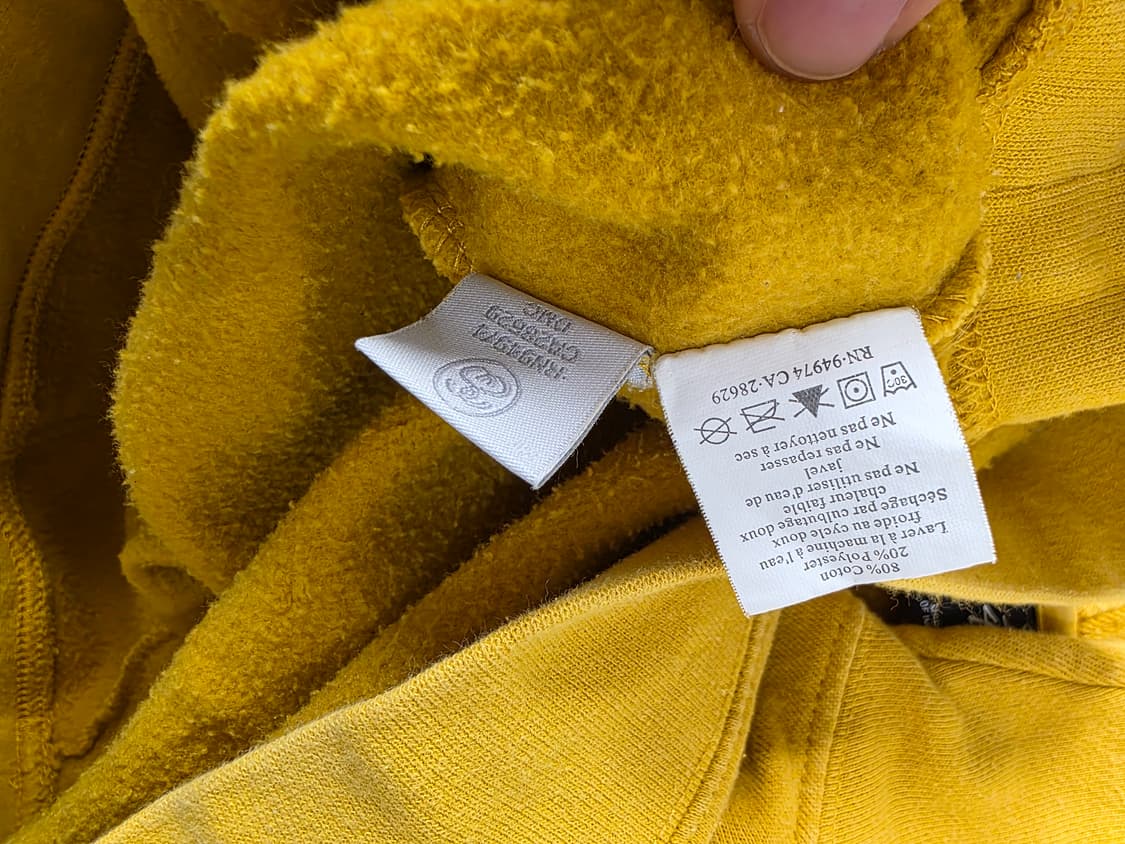 80% Coton
20% Polyester
Laver à la machine à l'eau
froide au cycle doux
Séchage par culbutage doux
chaleur faible
Ne pas utiliser d'eau de
javel
Ne pas repasser
Ne pas nettoyer à sec
30°
RN·94974 CA·28629
RN94974
CA28629